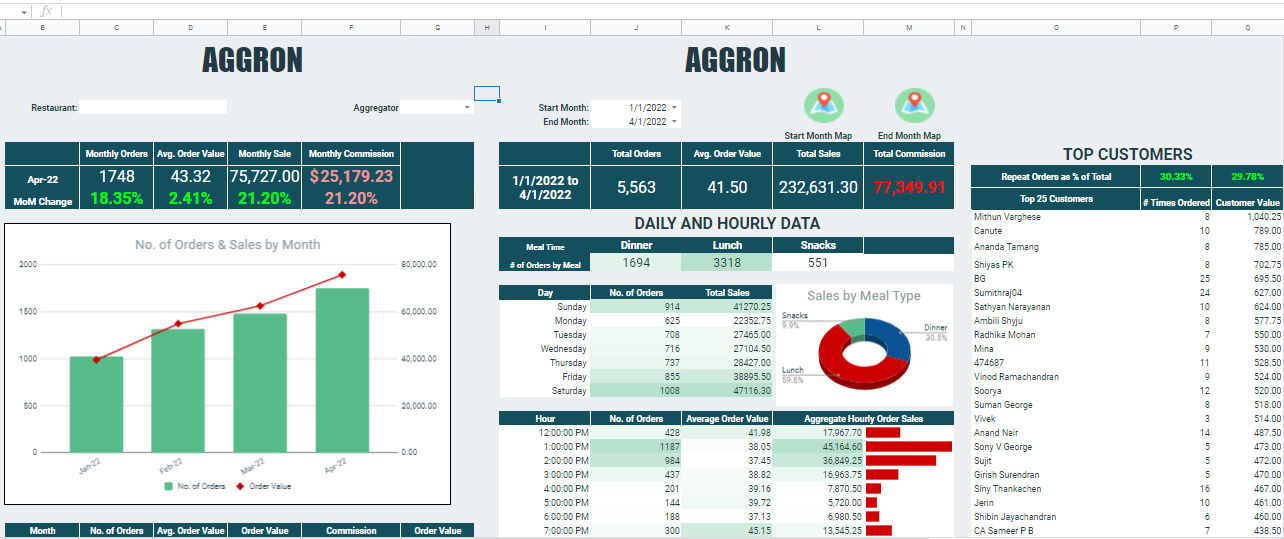 fx
A B C D E F G H I J K L M N O P Q
AGGRON AGGRON
Restaurant: Aggregator Start Month: 1/1/2022
End Month: 4/1/2022
Start Month Map End Month Map
Monthly Orders Avg. Order Value Monthly Sale Monthly Commission
Apr-22 1748 43.32 75,727.00 $25,179.23
MoM Change 18.35% 2.41% 21.20% 21.20%
No. of Orders & Sales by Month
2000 80,000.00
1500 60,000.00
1000 40,000.00
500 20,000.00
0 0.00
Jan-22 Feb-22 Mar-22 Apr-22
No. of Orders Order Value
Month No. of Orders Avg. Order Value Order Value Commission Order Value
Total Orders Avg. Order Value Total Sales Total Commission
1/1/2022 to
4/1/2022 5,563 41.50 232,631.30 77,349.91
DAILY AND HOURLY DATA
Meal Time Dinner Lunch Snacks
# of Orders by Meal 1694 3318 551
Day No. of Orders Total Sales
Sunday 914 41270.25
Monday 625 22352.75
Tuesday 708 27465.00
Wednesday 716 27104.50
Thursday 737 28427.00
Friday 855 38895.50
Saturday 1008 47116.30
Sales by Meal Type
Snacks
9.9%
Dinner
30.5%
Lunch
59.6%
Hour No. of Orders Average Order Value Aggregate Hourly Order Sales
12:00:00 PM 428 41.98 17,967.70
1:00:00 PM 1187 38.05 45,164.60
2:00:00 PM 984 37.45 36,849.25
3:00:00 PM 437 38.82 16,963.75
4:00:00 PM 201 39.16 7,870.50
5:00:00 PM 144 39.72 5,720.00
6:00:00 PM 188 37.13 6,980.50
7:00:00 PM 300 45.15 13,545.25
TOP CUSTOMERS
Repeat Orders as % of Total 30.33% 29.78%
Top 25 Customers # Times Ordered Customer Value
Mithun Varghese 8 1,040.25
Canute 10 789.00
Ananda Tamang 8 785.00
Shiyas PK 8 702.75
BG 25 695.50
Sumithraj04 24 627.00
Sathyan Narayanan 10 624.00
Ambili Shyju 8 577.75
Radhika Mohan 7 550.00
Mina 9 530.00
474687 11 528.50
Vinod Ramachandran 9 524.00
Soorya 12 520.00
Suman George 8 518.00
Vivek 3 514.00
Anand Nair 14 487.50
Sony V George 5 473.00
Sujit 5 472.00
Girish Surendran 5 470.00
Siny Thankachen 16 467.00
Jerin 10 461.00
Shibin Jayachandran 6 460.00
CA Sameer P B 7 438.50